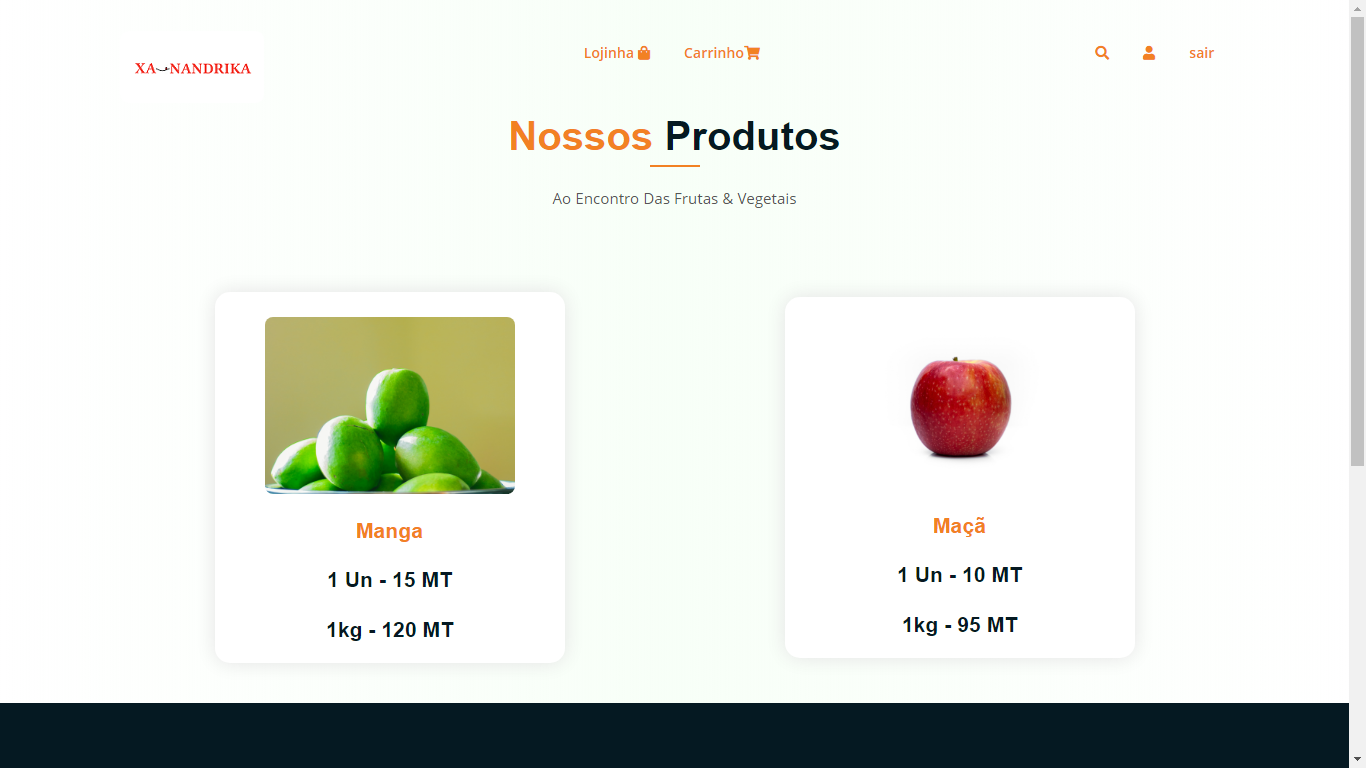 XA NANDRIKA
Lojinha
Carrinho
sair
Nossos Produtos
Ao Encontro Das Frutas & Vegetais
Manga
1 Un - 15 MT
1kg - 120 MT
Maçã
1 Un - 10 MT
1kg - 95 MT